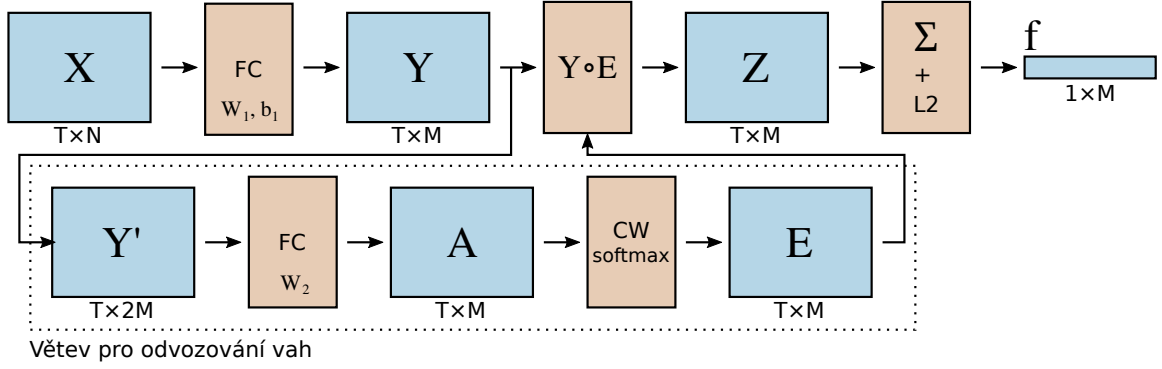 X
T×N
FC
W₁, b₁
Y
T×M
Y∘E
Z
T×M
Σ
+
L2
f
1×M
Y'
T×2M
FC
W₂
A
T×M
CW
softmax
E
T×M
Větev pro odvozování vah